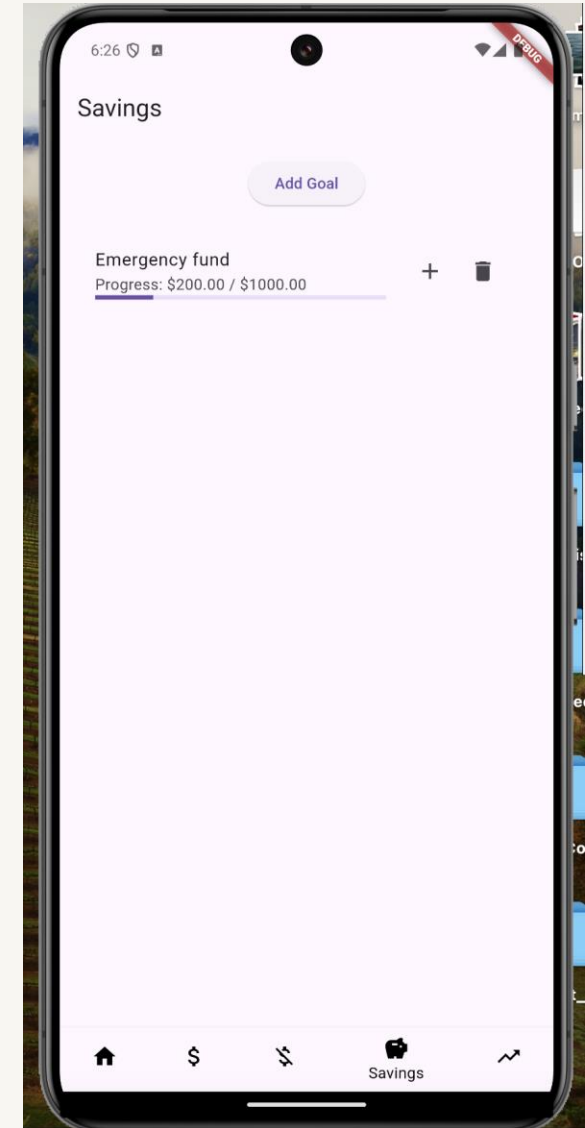 6:26
DEBUG
Savings
Add Goal
Emergency fund
Progress: $200.00 / $1000.00
Savings